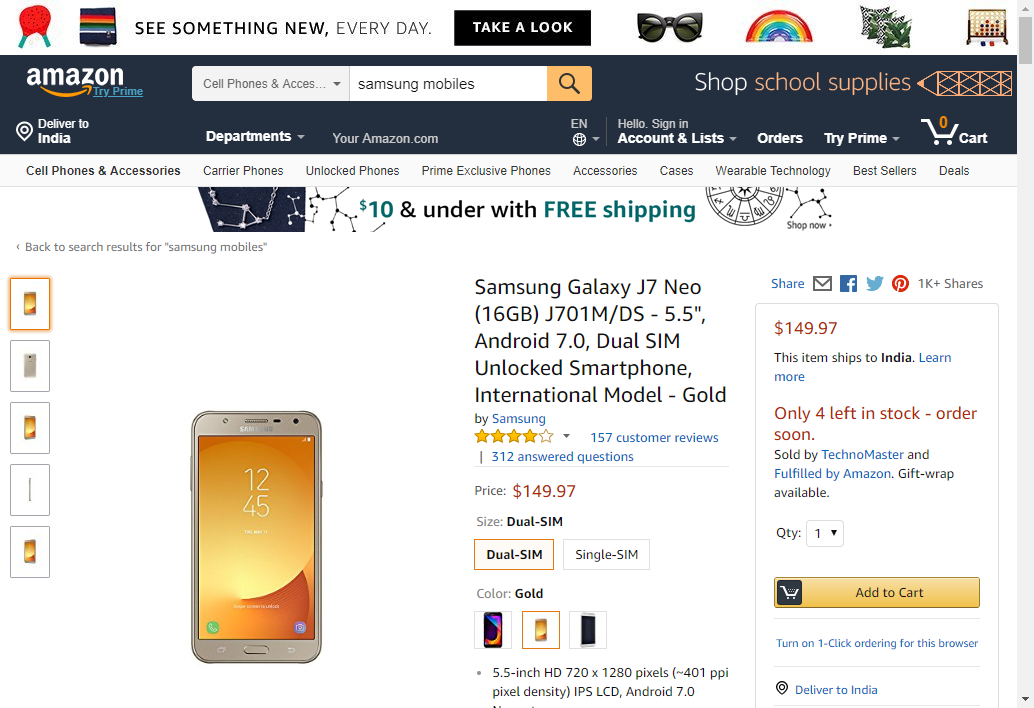 SEE SOMETHING NEW, EVERY DAY.
TAKE A LOOK
amazon
Try Prime
Cell Phones & Acces...
samsung mobiles
Shop school supplies
Deliver to
India
Departments
Your Amazon.com
EN
Hello. Sign in
Account & Lists
Orders
Try Prime
0
Cart
Cell Phones & Accessories
Carrier Phones
Unlocked Phones
Prime Exclusive Phones
Accessories
Cases
Wearable Technology
Best Sellers
Deals
$10 & under with FREE shipping
Shop now ›
‹ Back to search results for "samsung mobiles"
SAMSUNG
12
45
Samsung Galaxy J7 Neo
(16GB) J701M/DS - 5.5",
Android 7.0, Dual SIM
Unlocked Smartphone,
International Model - Gold
by Samsung
157 customer reviews
| 312 answered questions
Price: $149.97
Size: Dual-SIM
Dual-SIM
Single-SIM
Color: Gold
• 5.5-inch HD 720 x 1280 pixels (~401 ppi
pixel density) IPS LCD, Android 7.0
Share
1K+ Shares
$149.97
This item ships to India. Learn
more
Only 4 left in stock - order
soon.
Sold by TechnoMaster and
Fulfilled by Amazon. Gift-wrap
available.
Qty: 1
Add to Cart
Turn on 1-Click ordering for this browser
Deliver to India